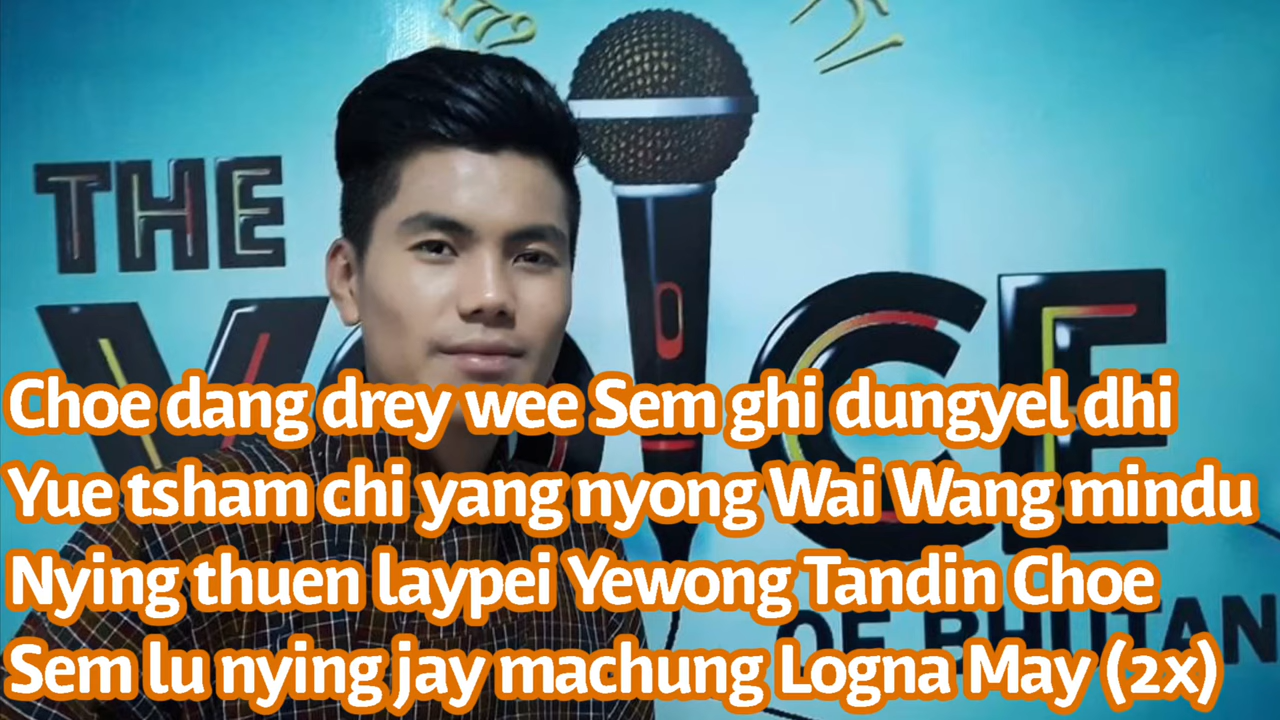 THE
VOICE
OF BHUTAN
Choe dang drey wee Sem ghi dungyel dhi
Yue tsham chi yang nyong Wai Wang mindu
Nying thuen laypei Yewong Tandin Choe
Sem lu nying jay machung Logna May (2x)